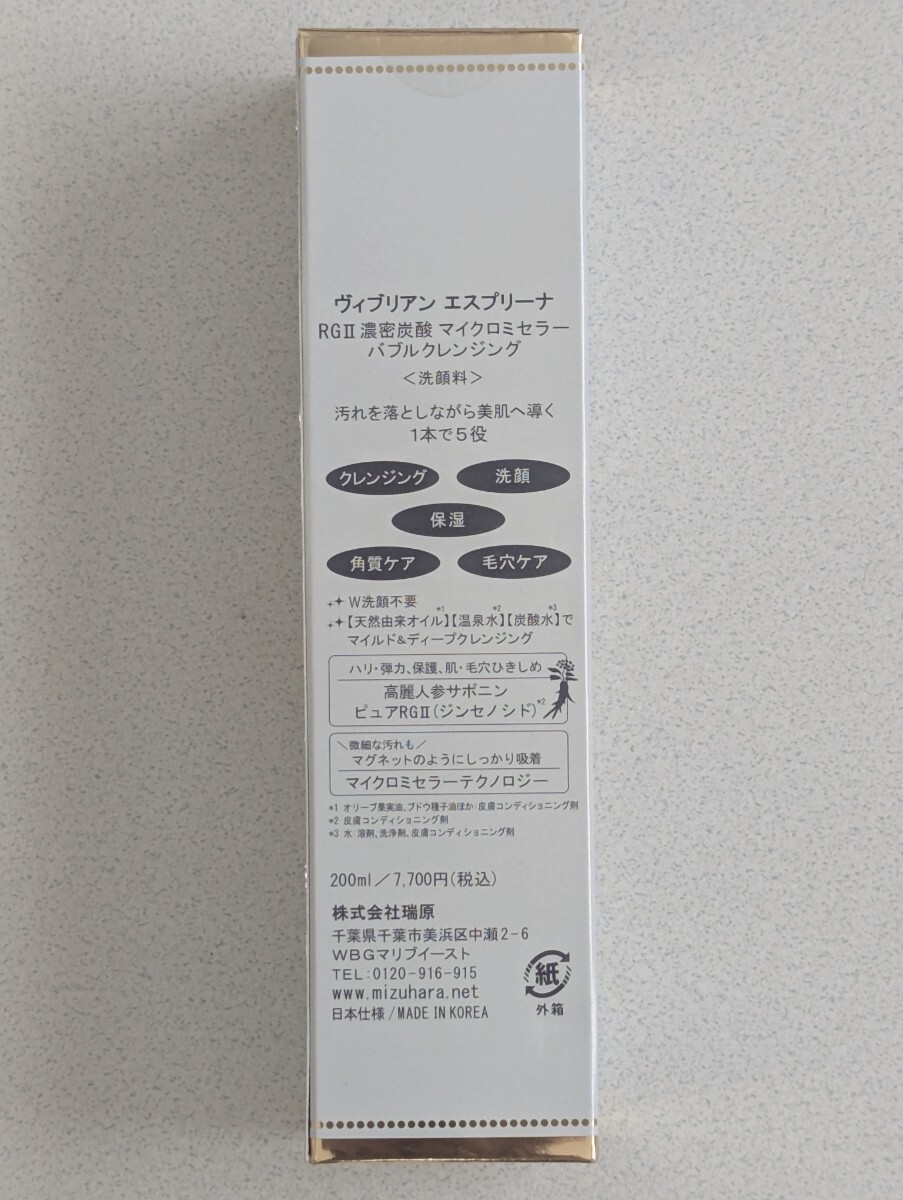 ヴィブリアン エスプリーナ
RGⅡ 濃密炭酸 マイクロミセラー
バブルクレンジング
＜洗顔料＞
汚れを落としながら美肌へ導く
1本で5役
クレンジング
洗顔
保湿
角質ケア
毛穴ケア
W洗顔不要
【天然由来オイル】*1【温泉水】*2【炭酸水】*3で
マイルド&ディープクレンジング
ハリ・弾力、保護、肌・毛穴ひきしめ
高麗人参サポニン
ピュアRGⅡ(ジンセノシド)*2
＼微細な汚れも／
マグネットのようにしっかり吸着
マイクロミセラーテクノロジー
*1 オリーブ果実油、ブドウ種子油ほか:皮膚コンディショニング剤
*2 皮膚コンディショニング剤
*3 水:溶剤、洗浄剤、皮膚コンディショニング剤
200ml／7,700円(税込)
株式会社瑞原
千葉県千葉市美浜区中瀬2-6
WBGマリブイースト
TEL:0120-916-915
www.mizuhara.net
日本仕様/MADE IN KOREA
紙
外箱